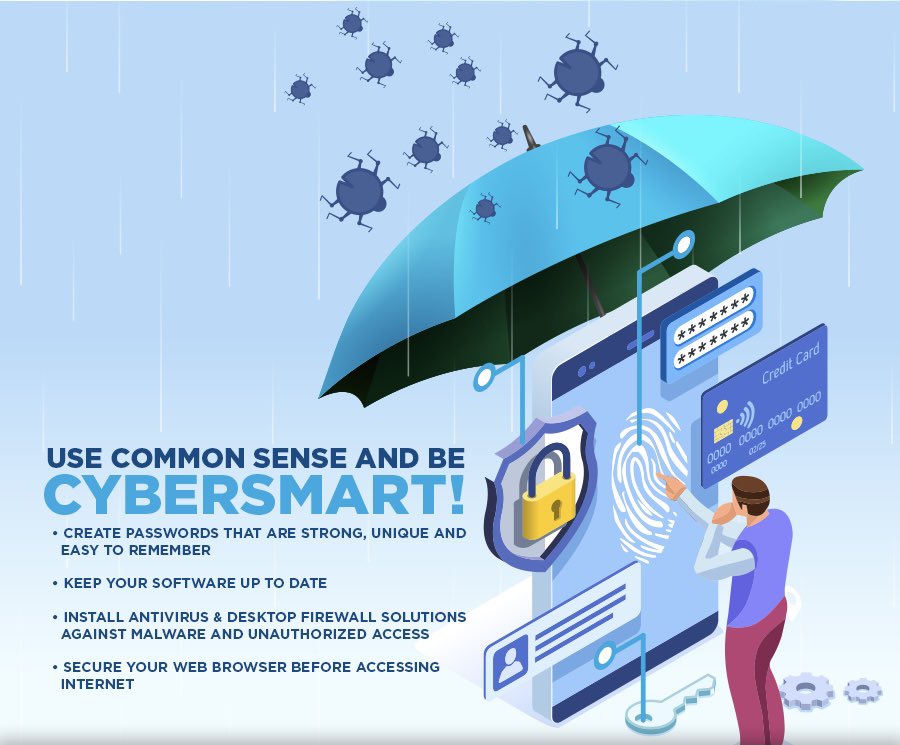 USE COMMON SENSE AND BE
CYBERSMART!
• CREATE PASSWORDS THAT ARE STRONG, UNIQUE AND
EASY TO REMEMBER
• KEEP YOUR SOFTWARE UP TO DATE
• INSTALL ANTIVIRUS & DESKTOP FIREWALL SOLUTIONS
AGAINST MALWARE AND UNAUTHORIZED ACCESS
• SECURE YOUR WEB BROWSER BEFORE ACCESSING
INTERNET
*******
*******
Credit Card
0000 0000 0000 0000
0000 02/25